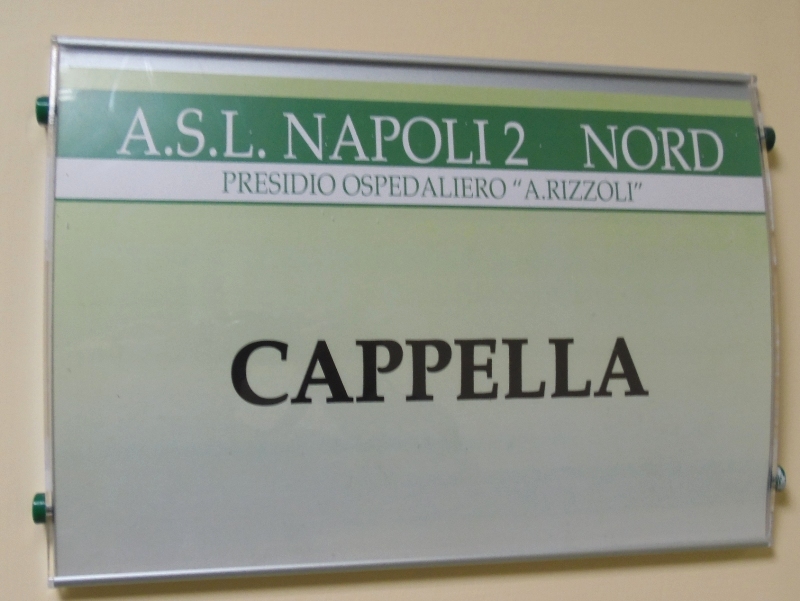 A.S.L. NAPOLI 2 NORD
PRESIDIO OSPEDALIERO "A.RIZZOLI"
CAPPELLA